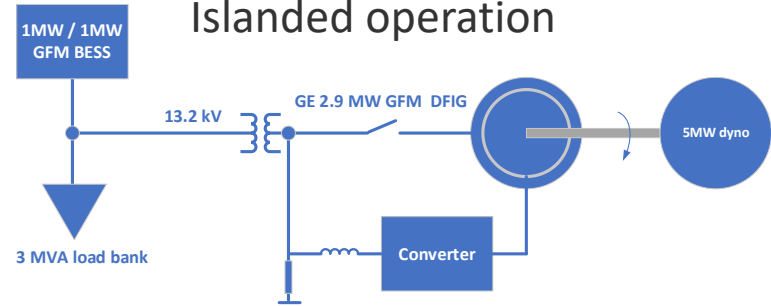 Islanded operation
1MW / 1MW
GFM BESS
13.2 kV
GE 2.9 MW GFM DFIG
5MW dyno
Converter
3 MVA load bank